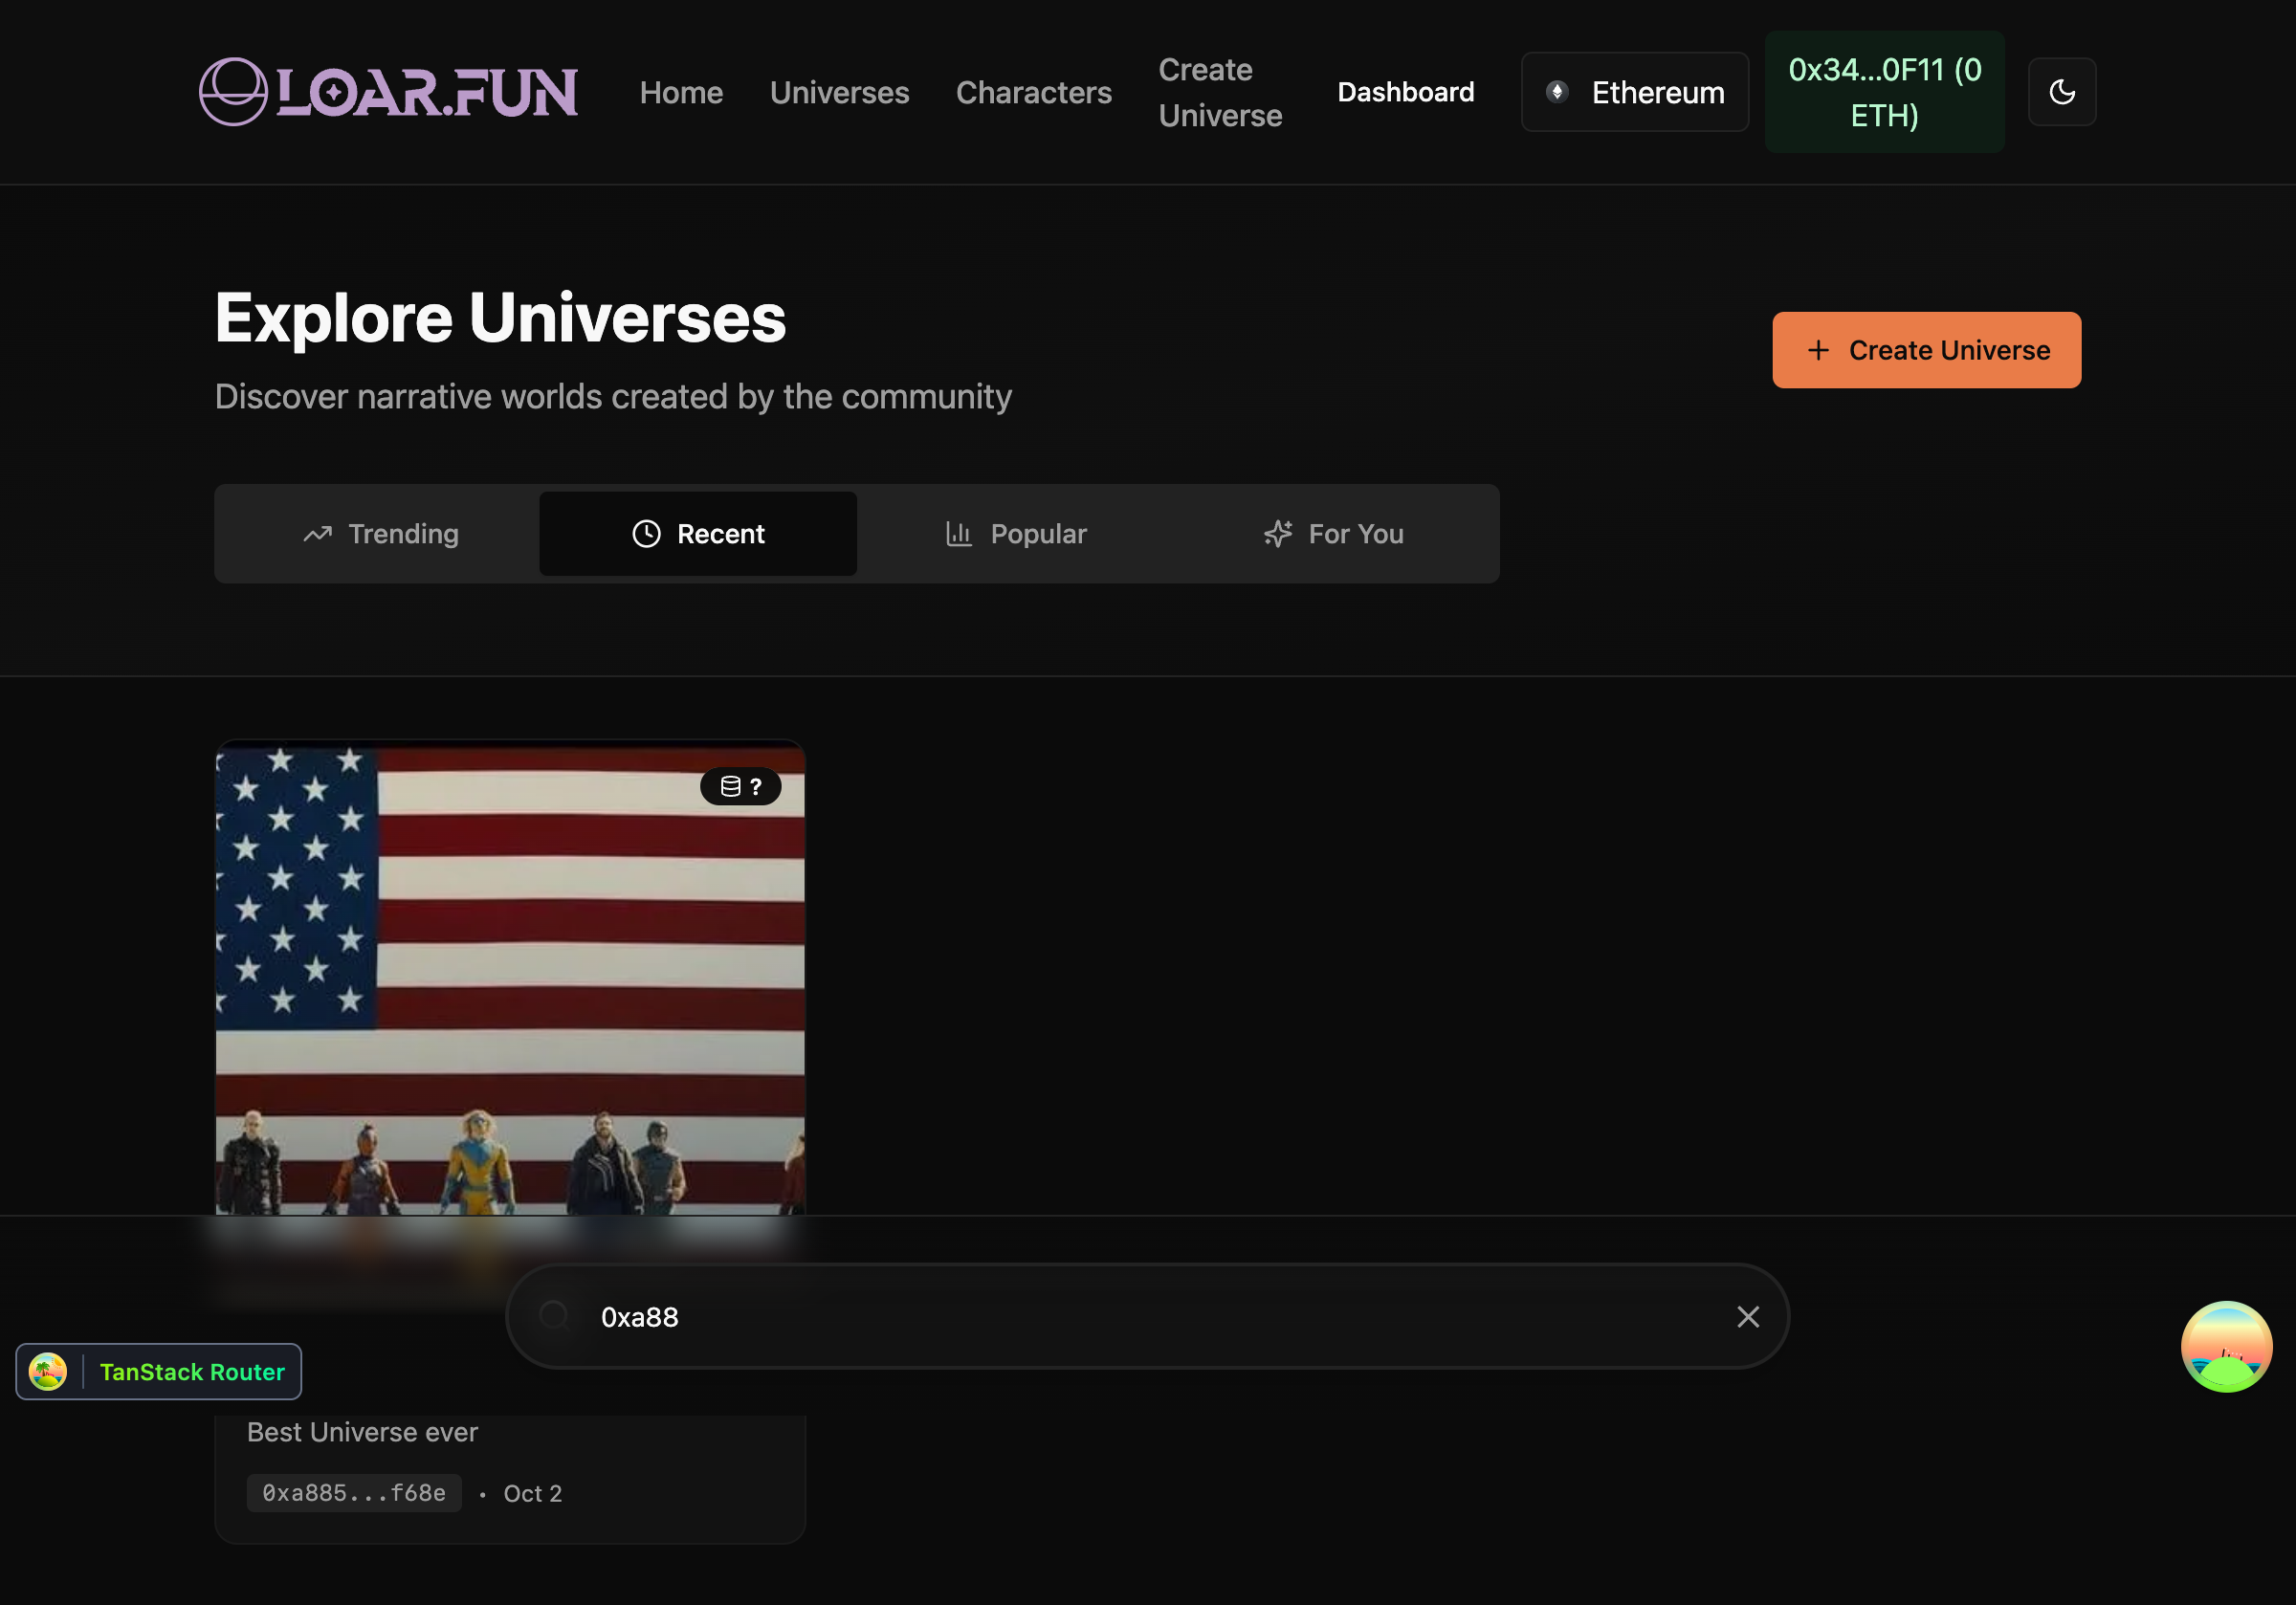 LOAR.FUN
Home
Universes
Characters
Create
Universe
Dashboard
Ethereum
0x34...0F11 (0
ETH)
Explore Universes
Discover narrative worlds created by the community
Create Universe
Trending
Recent
Popular
For You
?
0xa88
TanStack Router
Best Universe ever
0xa885...f68e
• Oct 2